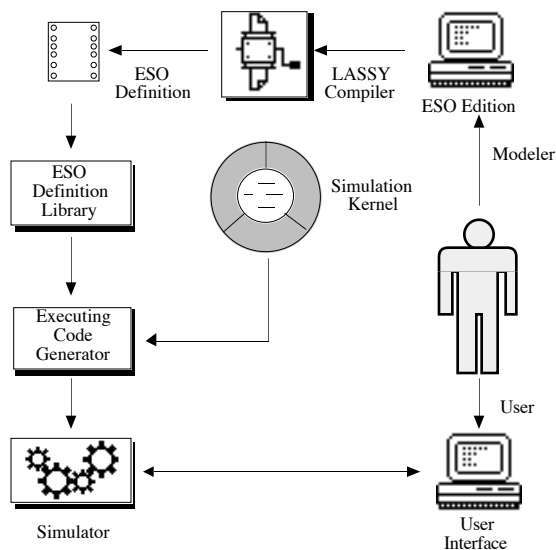 ESO
Definition
LASSY
Compiler
ESO Edition
Modeler
ESO
Definition
Library
Simulation
Kernel
Executing
Code
Generator
User
Simulator
User
Interface